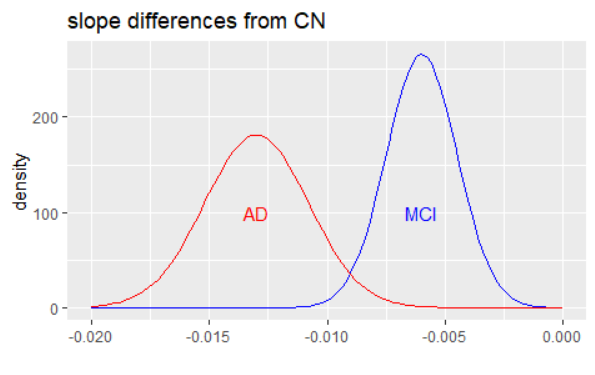 slope differences from CN
density
200
100
0
AD
MCI
-0.020 -0.015 -0.010 -0.005 0.000